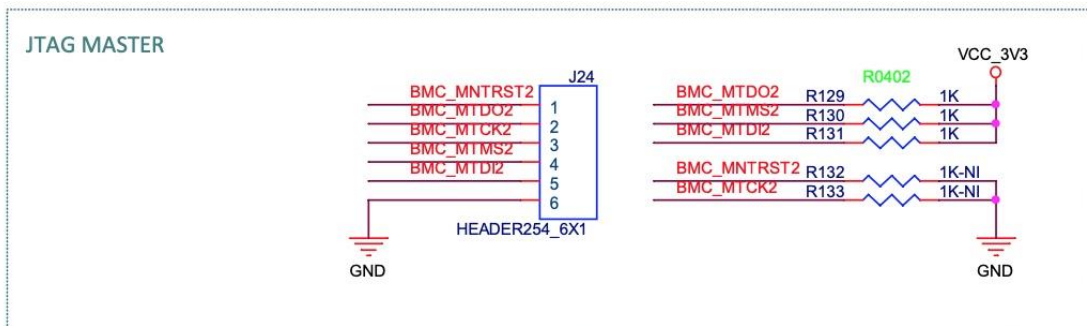 JTAG MASTER
VCC_3V3
J24
R0402
BMC_MNTRST2
1
BMC_MTDO2
2
BMC_MTCK2
3
BMC_MTMS2
4
BMC_MTDI2
5
6
HEADER254_6X1
GND
BMC_MTDO2 R129 1K
BMC_MTMS2 R130 1K
BMC_MTDI2 R131 1K
BMC_MNTRST2 R132 1K-NI
BMC_MTCK2 R133 1K-NI
GND